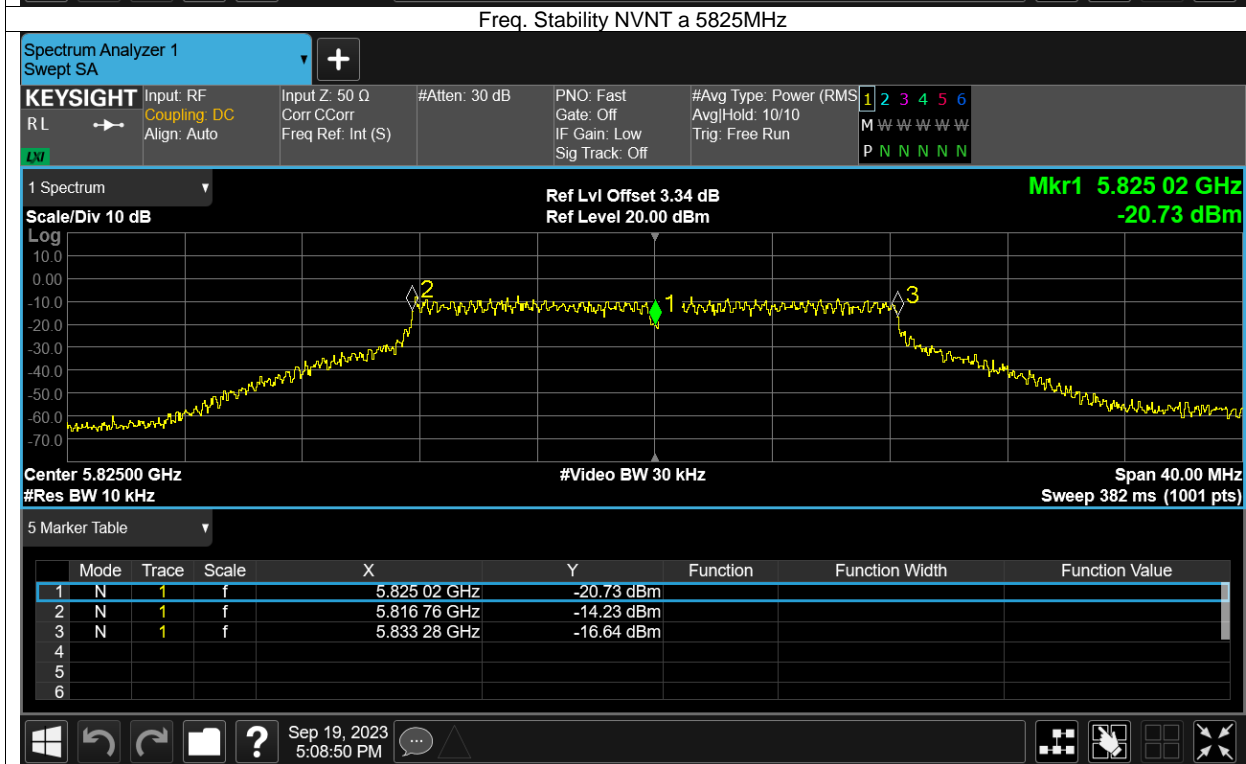 Freq. Stability NVNT a 5825MHz
Spectrum Analyzer 1
Swept SA
+
KEYSIGHT Input: RF Input Z: 50 Ω #Atten: 30 dB PNO: Fast #Avg Type: Power (RMS 1 2 3 4 5 6
RL Coupling: DC Corr CCorr Gate: Off Avg|Hold: 10/10 M W W W W W
Align: Auto Freq Ref: Int (S) IF Gain: Low Trig: Free Run
LXI Sig Track: Off P N N N N N
1 Spectrum Ref Lvl Offset 3.34 dB Mkr1 5.825 02 GHz
Scale/Div 10 dB Ref Level 20.00 dBm -20.73 dBm
Log
10.0
0.00
-10.0
-20.0
-30.0
-40.0
-50.0
-60.0
-70.0
2 1 3
Center 5.82500 GHz #Video BW 30 kHz Span 40.00 MHz
#Res BW 10 kHz Sweep 382 ms (1001 pts)
5 Marker Table
Mode Trace Scale X Y Function Function Width Function Value
1 N 1 f 5.825 02 GHz -20.73 dBm
2 N 1 f 5.816 76 GHz -14.23 dBm
3 N 1 f 5.833 28 GHz -16.64 dBm
4
5
6
? Sep 19, 2023
5:08:50 PM